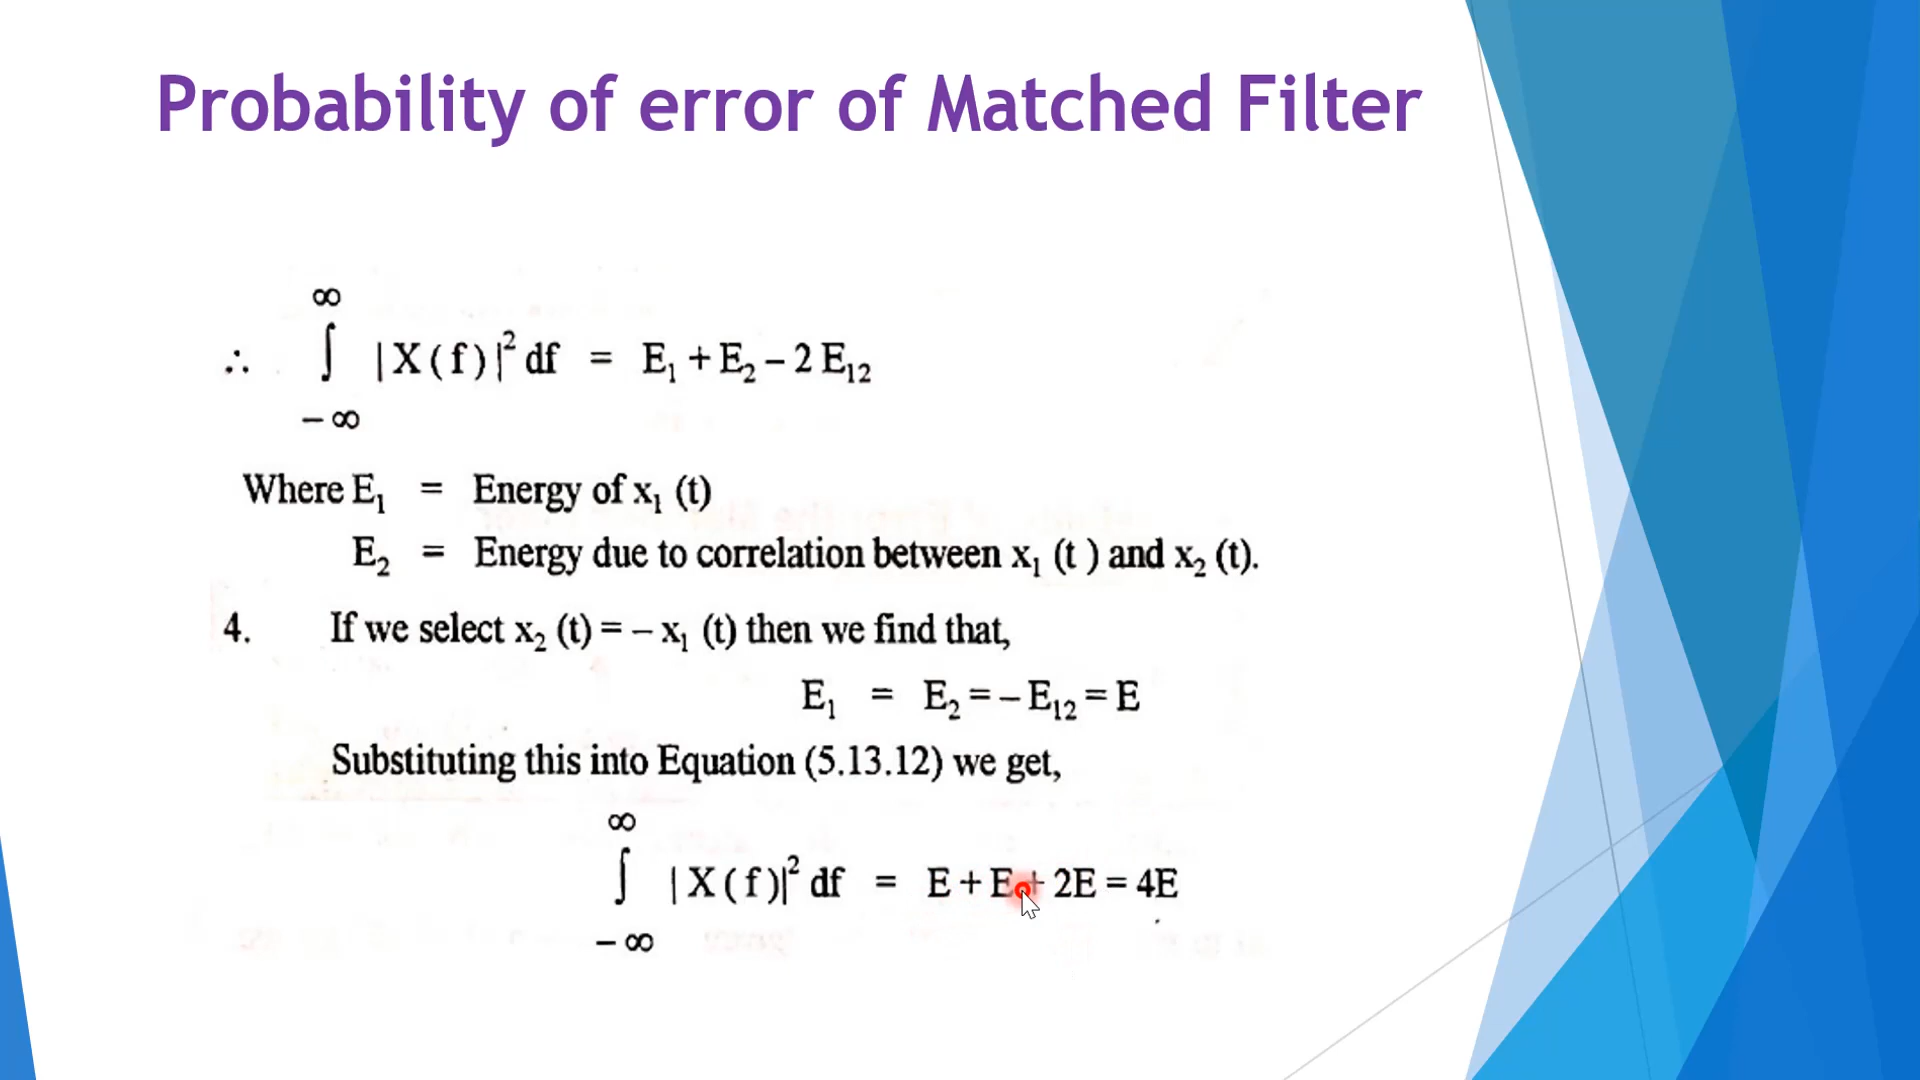 Probability of error of Matched Filter
∴ ∫_{-∞}^{∞} |X(f)|² df = E₁ + E₂ – 2 E₁₂
Where E₁ = Energy of x₁ (t)
E₂ = Energy due to correlation between x₁ (t ) and x₂ (t).
4. If we select x₂ (t) = – x₁ (t) then we find that,
E₁ = E₂ = – E₁₂ = E
Substituting this into Equation (5.13.12) we get,
∫_{-∞}^{∞} |X(f)|² df = E + E + 2E = 4E